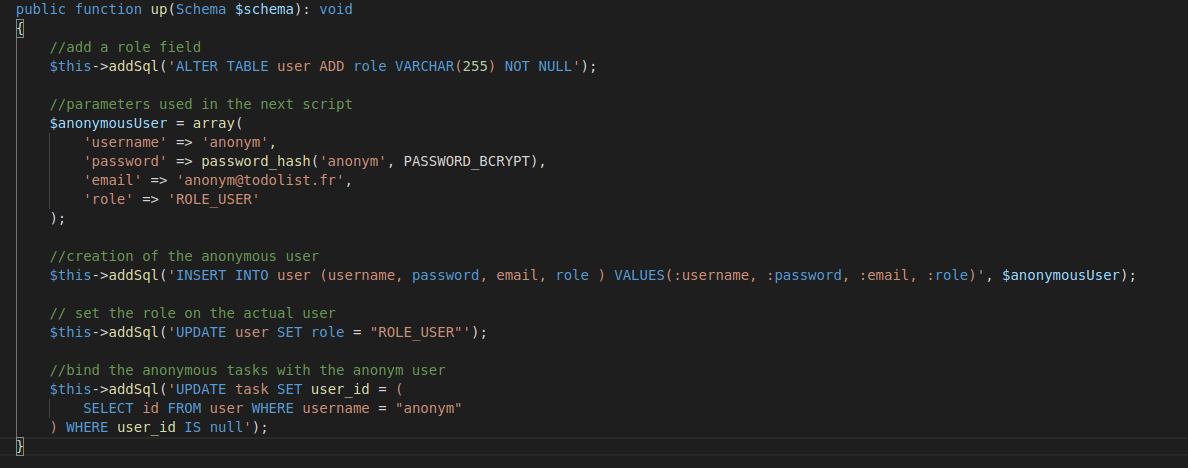 public function up(Schema $schema): void
{
    //add a role field
    $this->addSql('ALTER TABLE user ADD role VARCHAR(255) NOT NULL');
    //parameters used in the next script
    $anonymousUser = array(
        'username' => 'anonym',
        'password' => password_hash('anonym', PASSWORD_BCRYPT),
        'email' => 'anonym@todolist.fr',
        'role' => 'ROLE_USER'
    );
    //creation of the anonymous user
    $this->addSql('INSERT INTO user (username, password, email, role ) VALUES(:username, :password, :email, :role)', $anonymousUser);
    // set the role on the actual user
    $this->addSql('UPDATE user SET role = "ROLE_USER"');
    //bind the anonymous tasks with the anonym user
    $this->addSql('UPDATE task SET user_id = (
        SELECT id FROM user WHERE username = "anonym"
    ) WHERE user_id IS null');
}